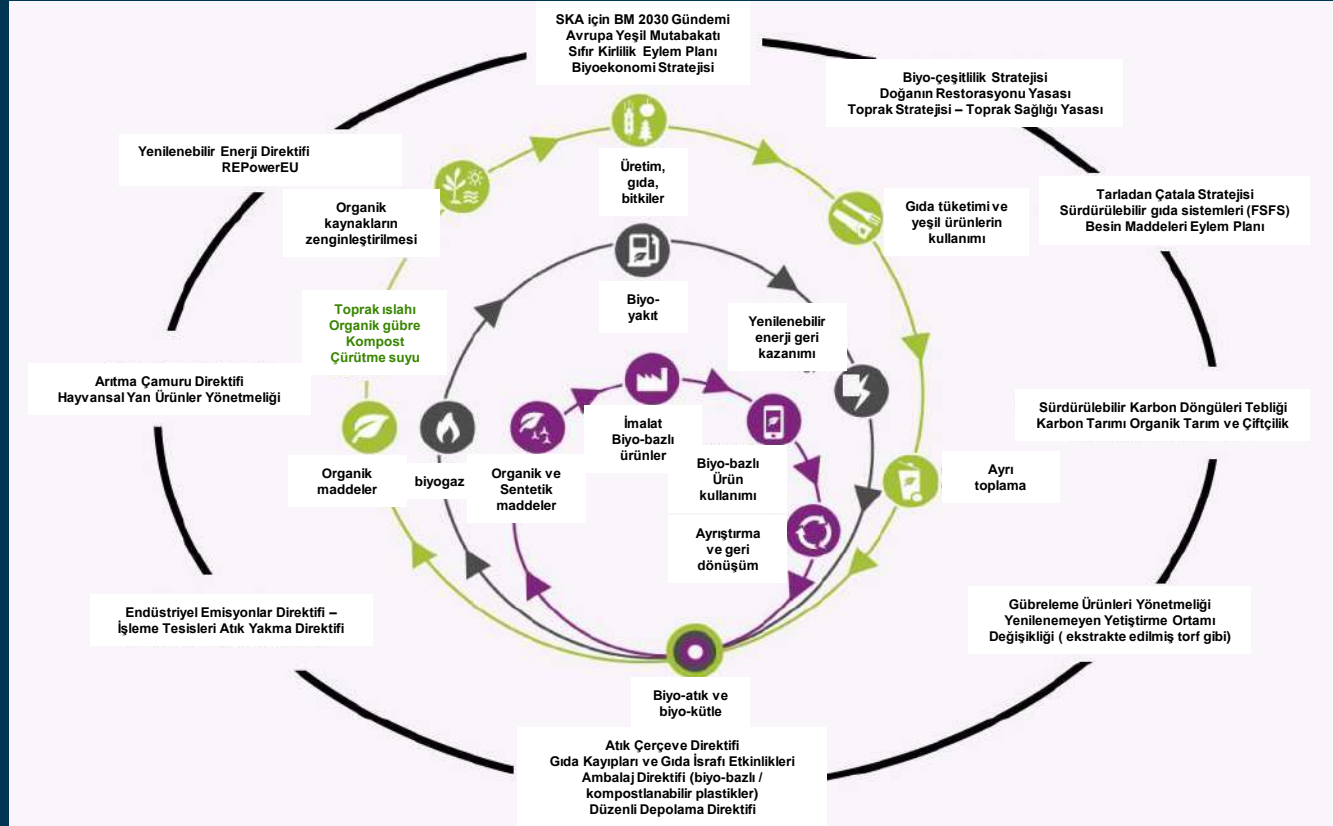 SKA için BM 2030 Gündemi
Avrupa Yeşil Mutabakatı
Sıfır Kirlilik Eylem Planı
Biyoekonomi Stratejisi
Biyo-çeşitlilik Stratejisi
Doğanın Restorasyonu Yasası
Toprak Stratejisi – Toprak Sağlığı Yasası
Yenilenebilir Enerji Direktifi
REPowerEU
Üretim,
gıda,
bitkiler
Organik
kaynakların
zenginleştirilmesi
Gıda tüketimi ve
yeşil ürünlerin
kullanımı
Tarladan Çatala Stratejisi
Sürdürülebilir gıda sistemleri (FSFS)
Besin Maddeleri Eylem Planı
Biyo-
yakıt
Toprak ıslahı
Organik gübre
Kompost
Çürütme suyu
Yenilenebilir
enerji geri
kazanımı
Arıtma Çamuru Direktifi
Hayvansal Yan Ürünler Yönetmeliği
Sürdürülebilir Karbon Döngüleri Tebliği
Karbon Tarımı Organik Tarım ve Çiftçilik
İmalat
Biyo-bazlı
ürünler
Organik
maddeler
biyogaz
Organik ve
Sentetik
maddeler
Biyo-bazlı
Ürün
kullanımı
Ayrı
toplama
Ayrıştırma
ve geri
dönüşüm
Endüstriyel Emisyonlar Direktifi –
İşleme Tesisleri Atık Yakma Direktifi
Gübreleme Ürünleri Yönetmeliği
Yenilenemeyen Yetiştirme Ortamı
Değişikliği ( ekstrakte edilmiş torf gibi)
Biyo-atık ve
biyo-kütle
Atık Çerçeve Direktifi
Gıda Kayıpları ve Gıda İsrafı Etkinlikleri
Ambalaj Direktifi (biyo-bazlı /
kompostlanabilir plastikler)
Düzenli Depolama Direktifi